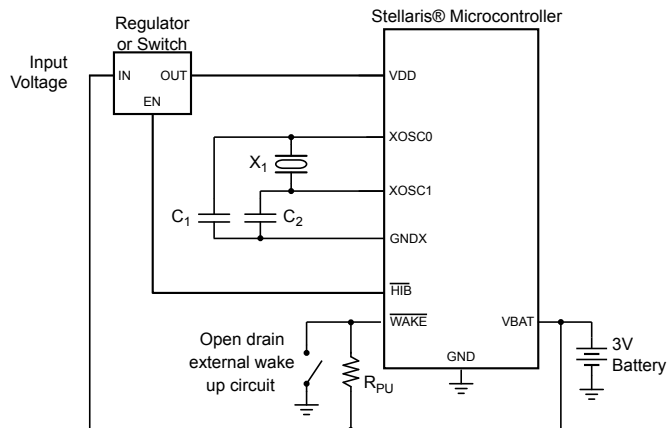 Stellaris® Microcontroller
Regulator
or Switch
Input
Voltage
IN
OUT
EN
VDD
XOSC0
X1
XOSC1
C1
C2
GNDX
HIB
WAKE
VBAT
Open drain
external wake
up circuit
RPU
GND
3V
Battery